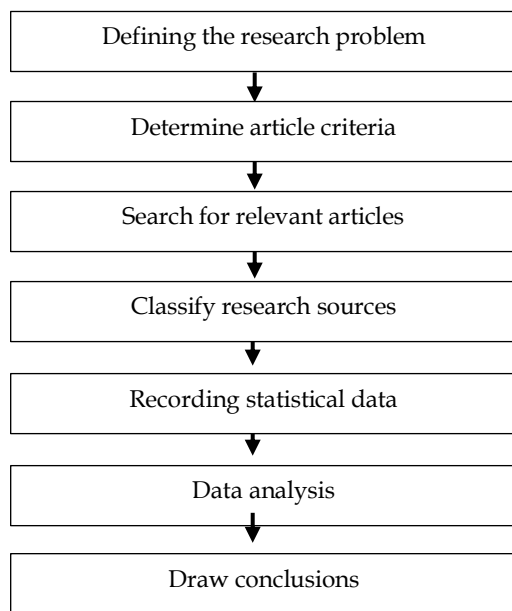 Defining the research problem
Determine article criteria
Search for relevant articles
Classify research sources
Recording statistical data
Data analysis
Draw conclusions